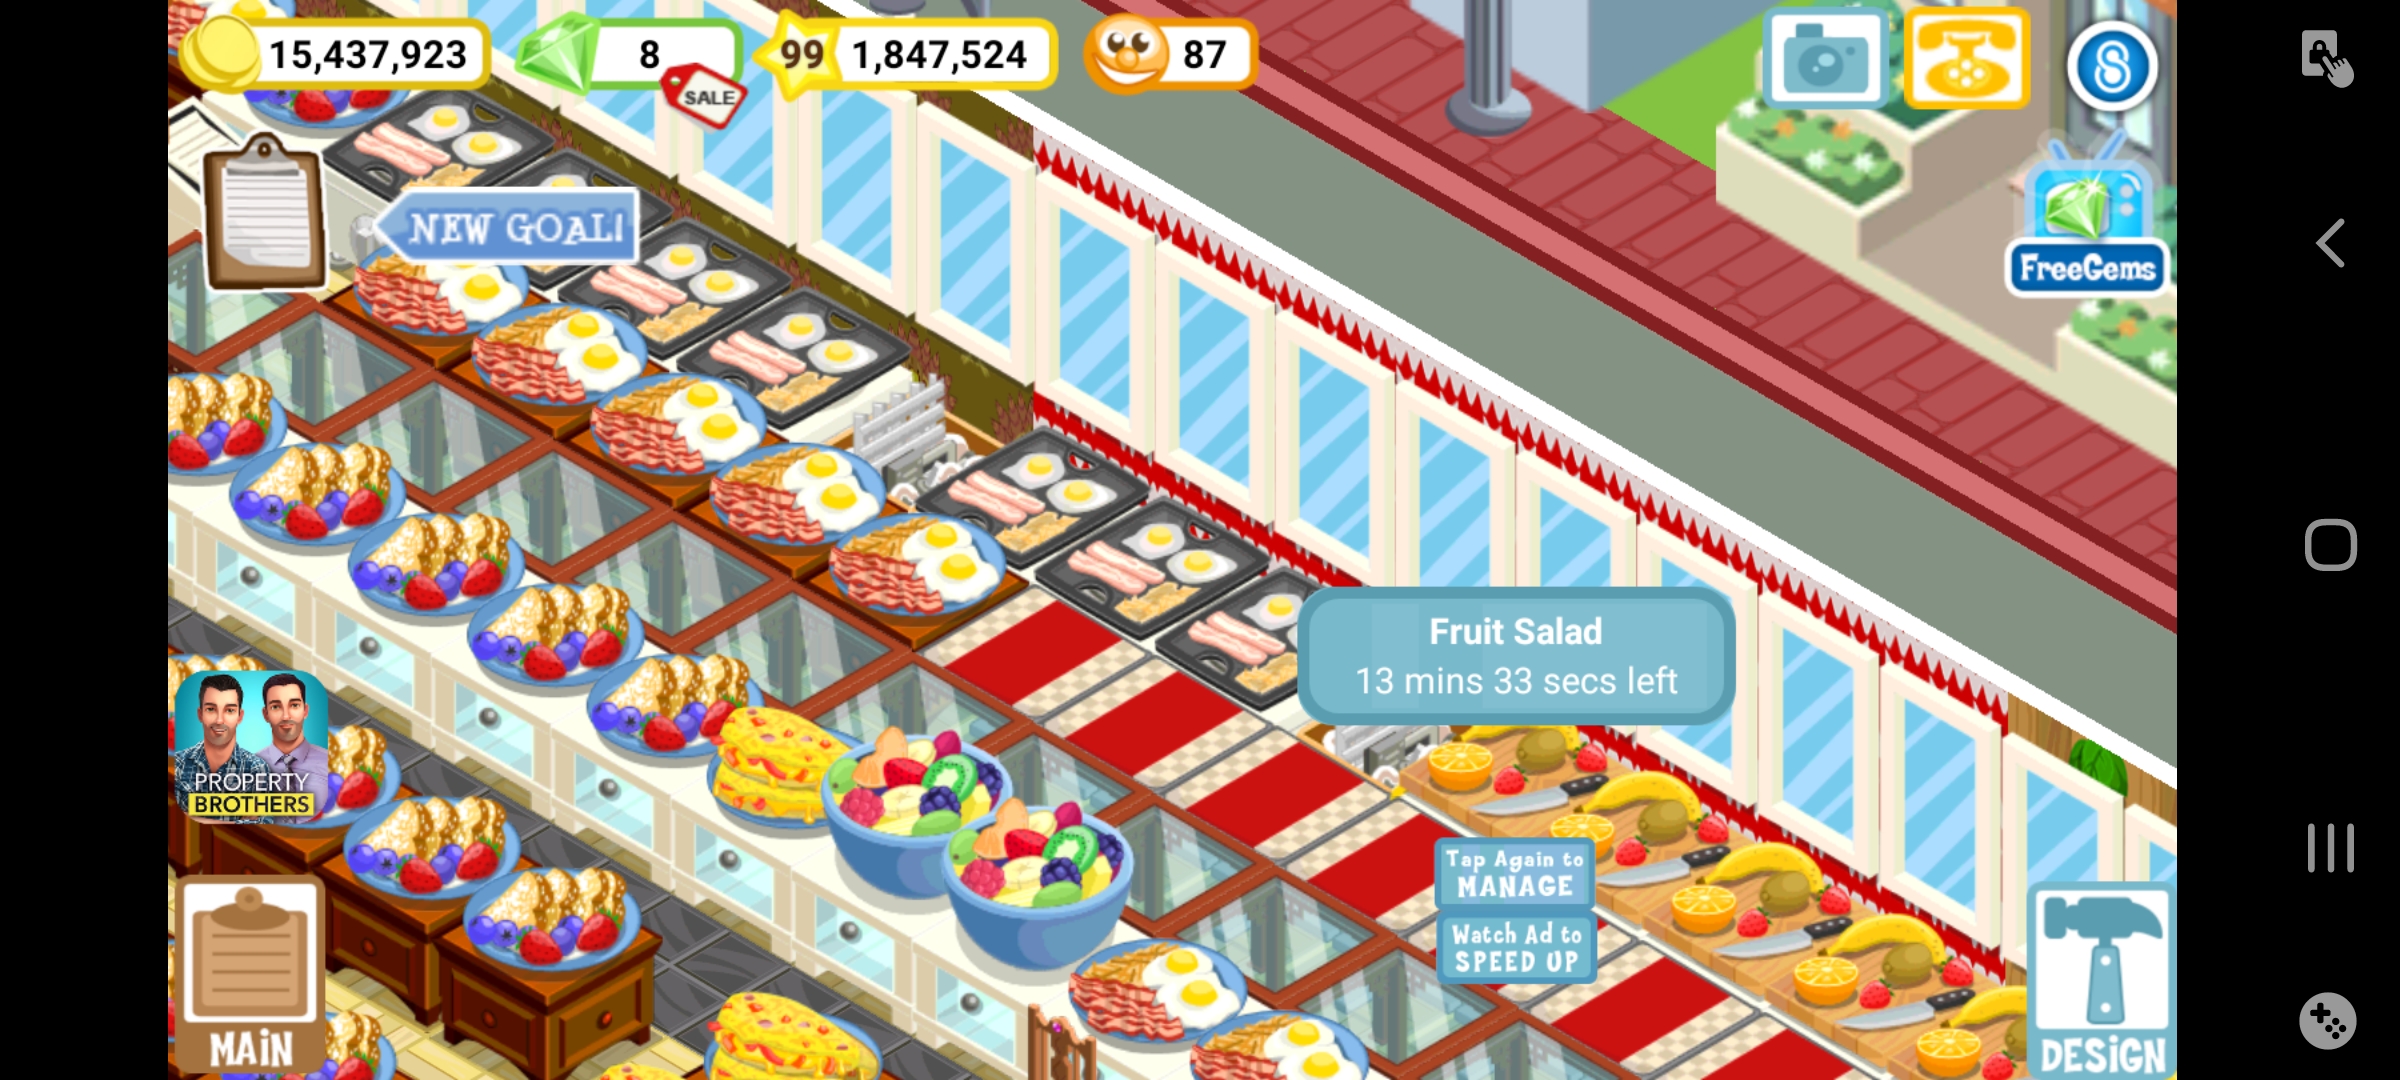 15,437,923
8
SALE
99
1,847,524
87
NEW GOAL!
FreeGems
Fruit Salad
13 mins 33 secs left
PROPERTY
BROTHERS
Tap Again to
MANAGE
Watch Ad to
SPEED UP
MAiN
DESiGN